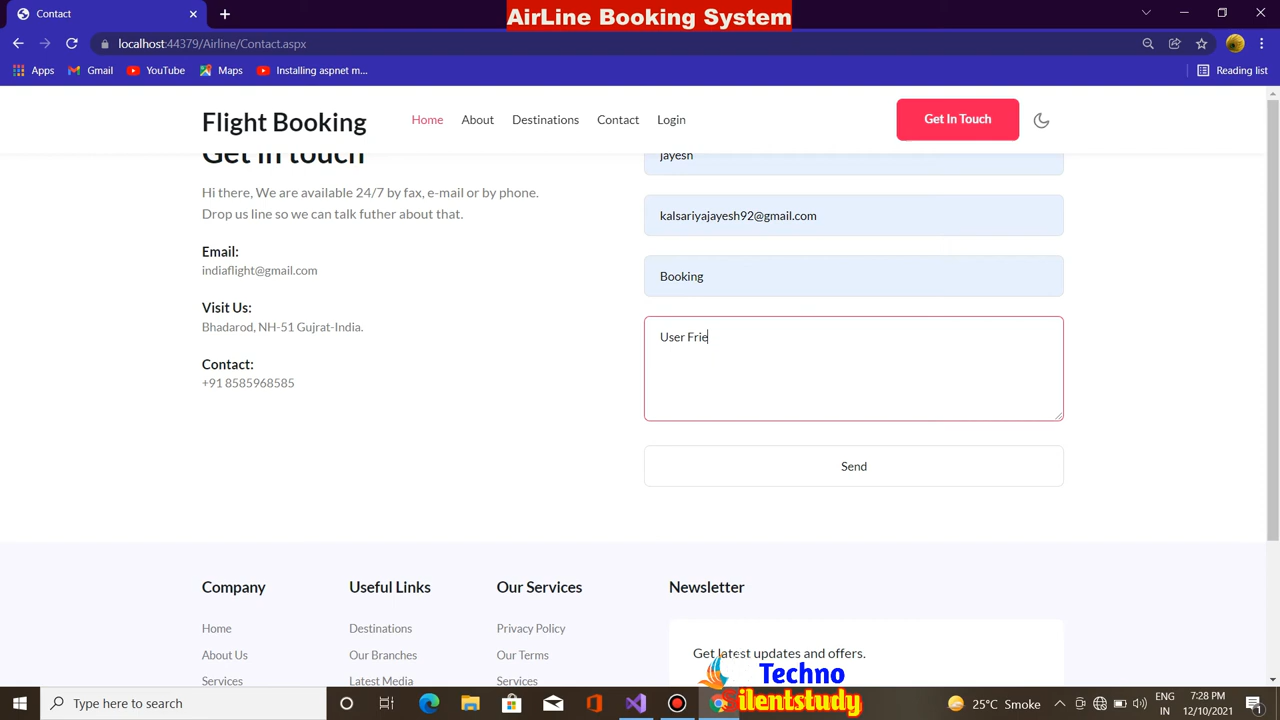 AirLine Booking System
Contact
localhost:44379/Airline/Contact.aspx
Apps
Gmail
YouTube
Maps
Installing aspnet m...
Reading list
Flight Booking
Home
About
Destinations
Contact
Login
Get In Touch
Get in touch
Hi there, We are available 24/7 by fax, e-mail or by phone.
Drop us line so we can talk futher about that.
Email:
indiaflight@gmail.com
Visit Us:
Bhadarod, NH-51 Gujrat-India.
Contact:
+91 8585968585
jayesh
kalsariyajayesh92@gmail.com
Booking
User Frie
Send
Company
Home
About Us
Services
Useful Links
Destinations
Our Branches
Latest Media
Our Services
Privacy Policy
Our Terms
Services
Newsletter
Get latest updates and offers.
Techno
Silentstudy
Type here to search
25°C Smoke
ENG
IN
7:28 PM
12/10/2021
1